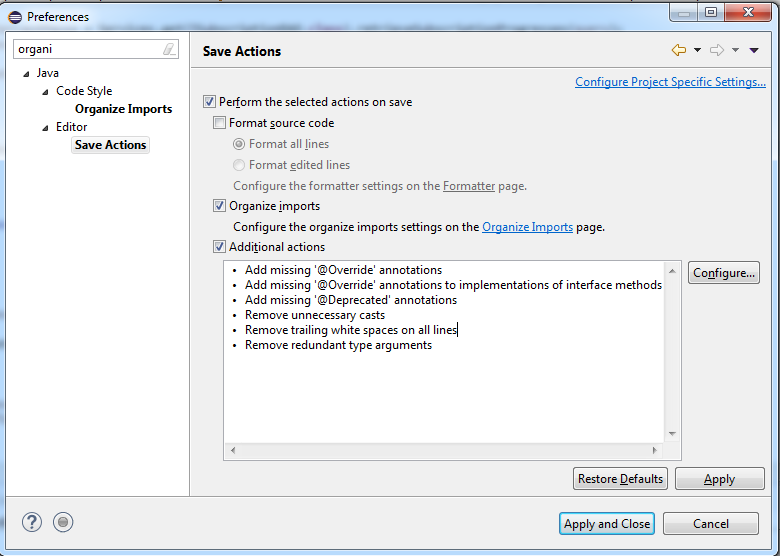 Preferences
organi
Save Actions
Configure Project Specific Settings...
Java
Code Style
Organize Imports
Editor
Save Actions
Perform the selected actions on save
Format source code
Format all lines
Format edited lines
Configure the formatter settings on the Formatter page.
Organize imports
Configure the organize imports settings on the Organize Imports page.
Additional actions
• Add missing '@Override' annotations
• Add missing '@Override' annotations to implementations of interface methods
• Add missing '@Deprecated' annotations
• Remove unnecessary casts
• Remove trailing white spaces on all lines
• Remove redundant type arguments
Configure...
Restore Defaults
Apply
?
Apply and Close
Cancel